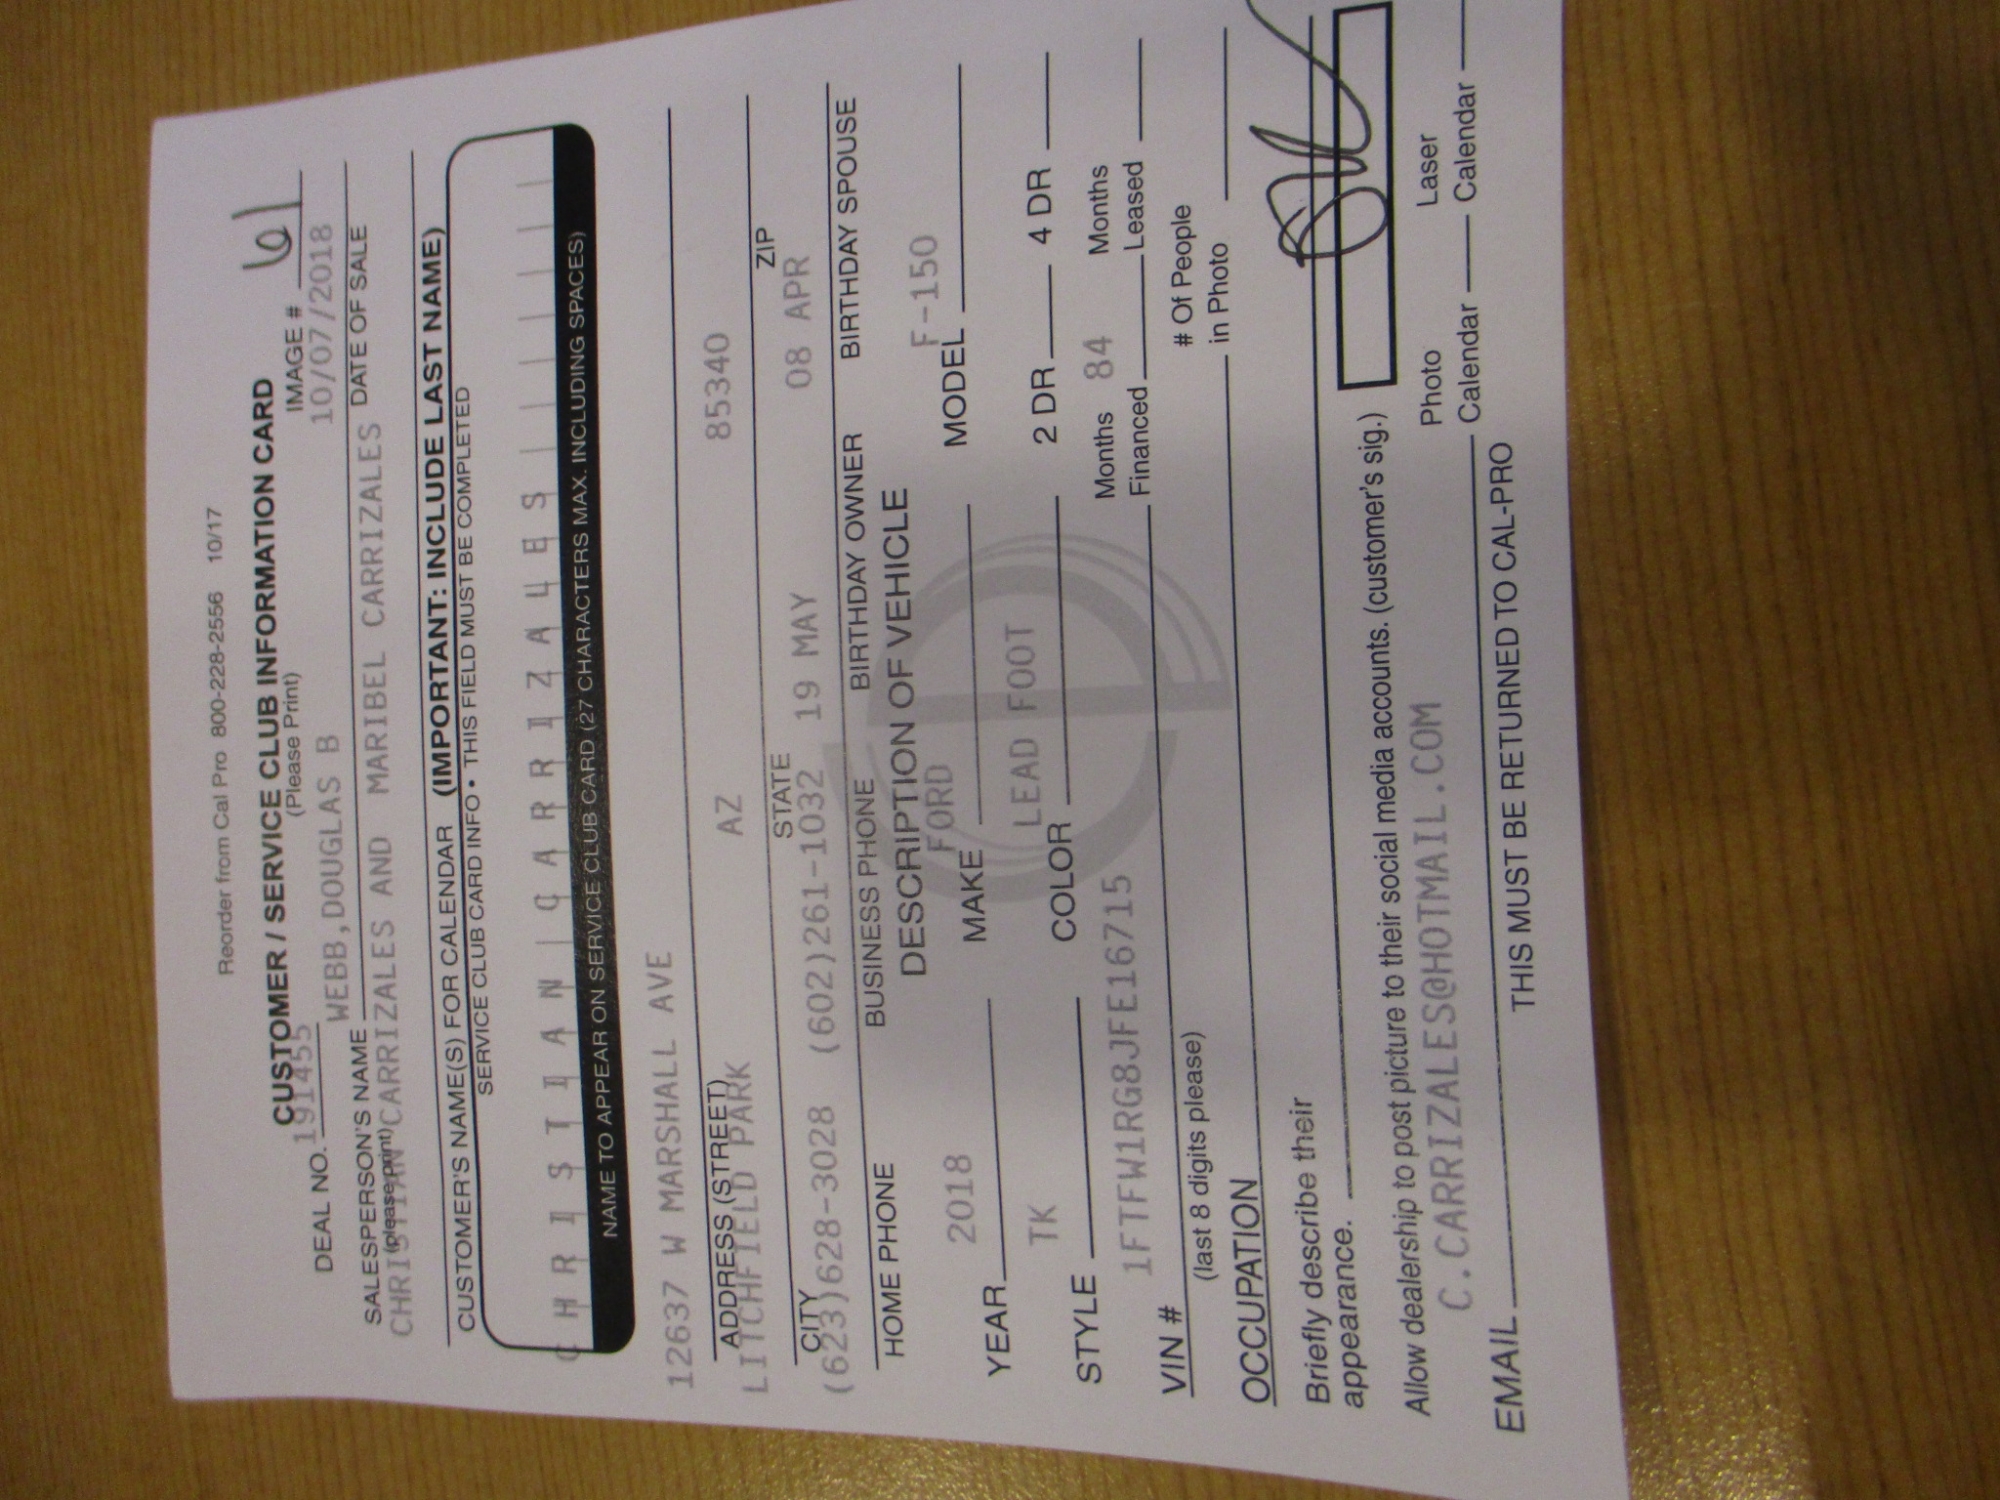 Reorder from Cal Pro 800-228-2556 10/17
CUSTOMER / SERVICE CLUB INFORMATION CARD
(Please Print)
DEAL NO. 191455 IMAGE # 61
WEBB,DOUGLAS B 10/07/2018
SALESPERSON'S NAME DATE OF SALE
(please print)
CHRISTIAN CARRIZALES AND MARIBEL CARRIZALES
CUSTOMER'S NAME(S) FOR CALENDAR (IMPORTANT: INCLUDE LAST NAME)
SERVICE CLUB CARD INFO • THIS FIELD MUST BE COMPLETED
CHRISTIAN CARRIZALES
NAME TO APPEAR ON SERVICE CLUB CARD (27 CHARACTERS MAX. INCLUDING SPACES)
12637 W MARSHALL AVE
ADDRESS (STREET)
LITCHFIELD PARK AZ 85340
CITY STATE ZIP
(623)628-3028 (602)261-1032 19 MAY 08 APR
HOME PHONE BUSINESS PHONE BIRTHDAY OWNER BIRTHDAY SPOUSE
DESCRIPTION OF VEHICLE
2018 FORD F-150
YEAR MAKE MODEL
TK LEAD FOOT
STYLE COLOR 2 DR 4 DR
1FTFW1RG8JFE16715 Months 84 Months
VIN # Financed Leased
(last 8 digits please) # Of People
OCCUPATION in Photo
Briefly describe their
appearance.
Allow dealership to post picture to their social media accounts. (customer's sig.)
C.CARRIZALES@HOTMAIL.COM Photo Laser
EMAIL Calendar Calendar
THIS MUST BE RETURNED TO CAL-PRO